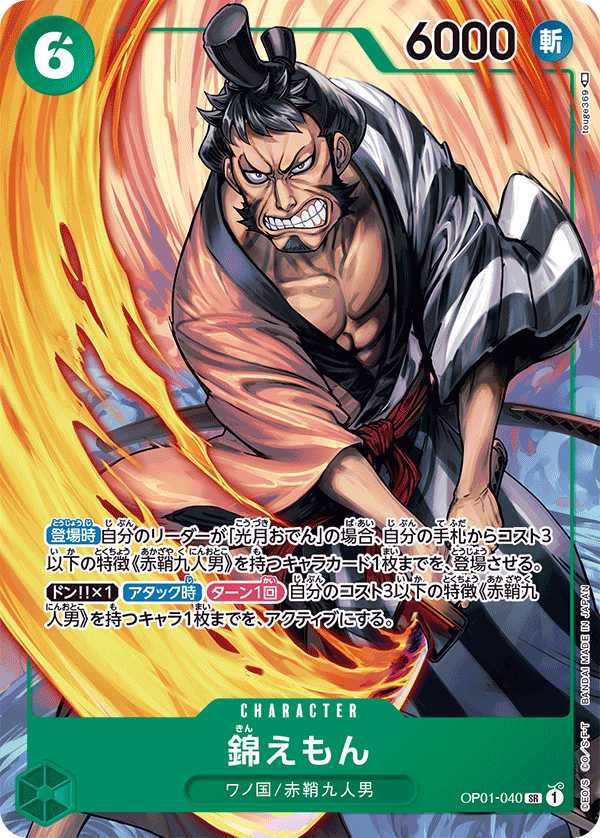 6
6000
斬
touge369
登場時 自分のリーダーが「光月おでん」の場合、自分の手札からコスト3
以下の特徴《赤鞘九人男》を持つキャラカード1枚までを、登場させる。
ドン!!×1 アタック時 ターン1回 自分のコスト3以下の特徴《赤鞘九
人男》を持つキャラ1枚までを、アクティブにする。
CHARACTER
錦えもん
ワノ国/赤鞘九人男
OP01-040 SR 1
©E.O/S. ©O./S・F・T BANDAI MADE IN JAPAN